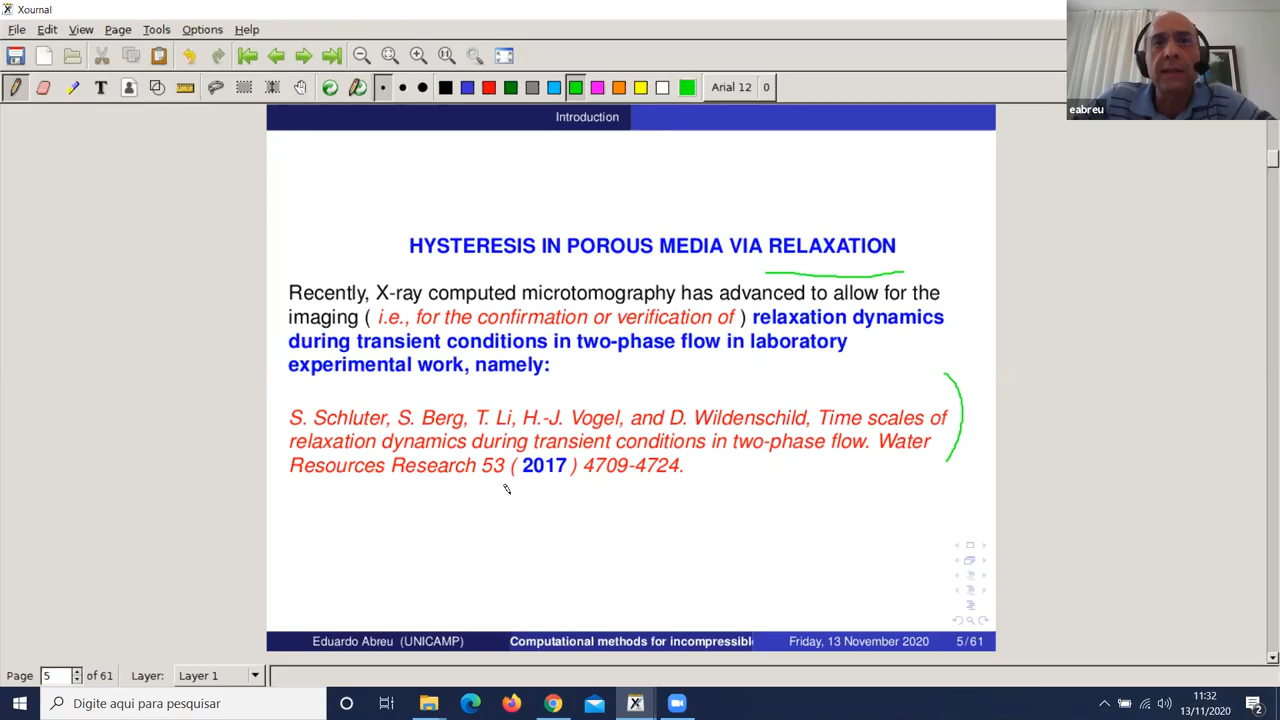 Xournal
File Edit View Page Tools Options Help
Arial 12 0
eabreu
Introduction
HYSTERESIS IN POROUS MEDIA VIA RELAXATION
Recently, X-ray computed microtomography has advanced to allow for the
imaging ( i.e., for the confirmation or verification of ) relaxation dynamics
during transient conditions in two-phase flow in laboratory
experimental work, namely:
S. Schluter, S. Berg, T. Li, H.-J. Vogel, and D. Wildenschild, Time scales of
relaxation dynamics during transient conditions in two-phase flow. Water
Resources Research 53 ( 2017 ) 4709-4724.
Eduardo Abreu (UNICAMP) Computational methods for incompressibl Friday, 13 November 2020 5/61
Page 5 of 61 Layer: Layer 1
Digite aqui para pesquisar
11:32
13/11/2020
2